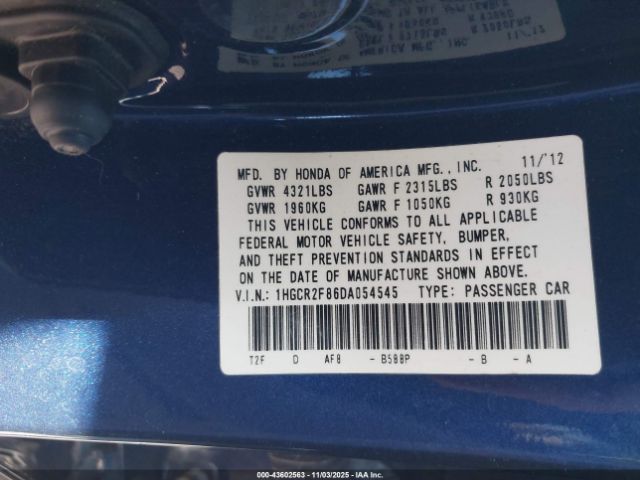 MFD. BY HONDA OF AMERICA MFG., INC. 11/'12
GVWR 4321LBS GAWR F 2315LBS R 2050LBS
GVWR 1960KG GAWR F 1050KG R 930KG
THIS VEHICLE CONFORMS TO ALL APPLICABLE
FEDERAL MOTOR VEHICLE SAFETY, BUMPER,
AND THEFT PREVENTION STANDARDS IN EFFECT
ON THE DATE OF MANUFACTURE SHOWN ABOVE.
V.I.N.: 1HGCR2F86DA054545 TYPE: PASSENGER CAR
T2F D AF8 - B588P - B - A
000-43602563 - 11/03/2025 - IAA Inc.